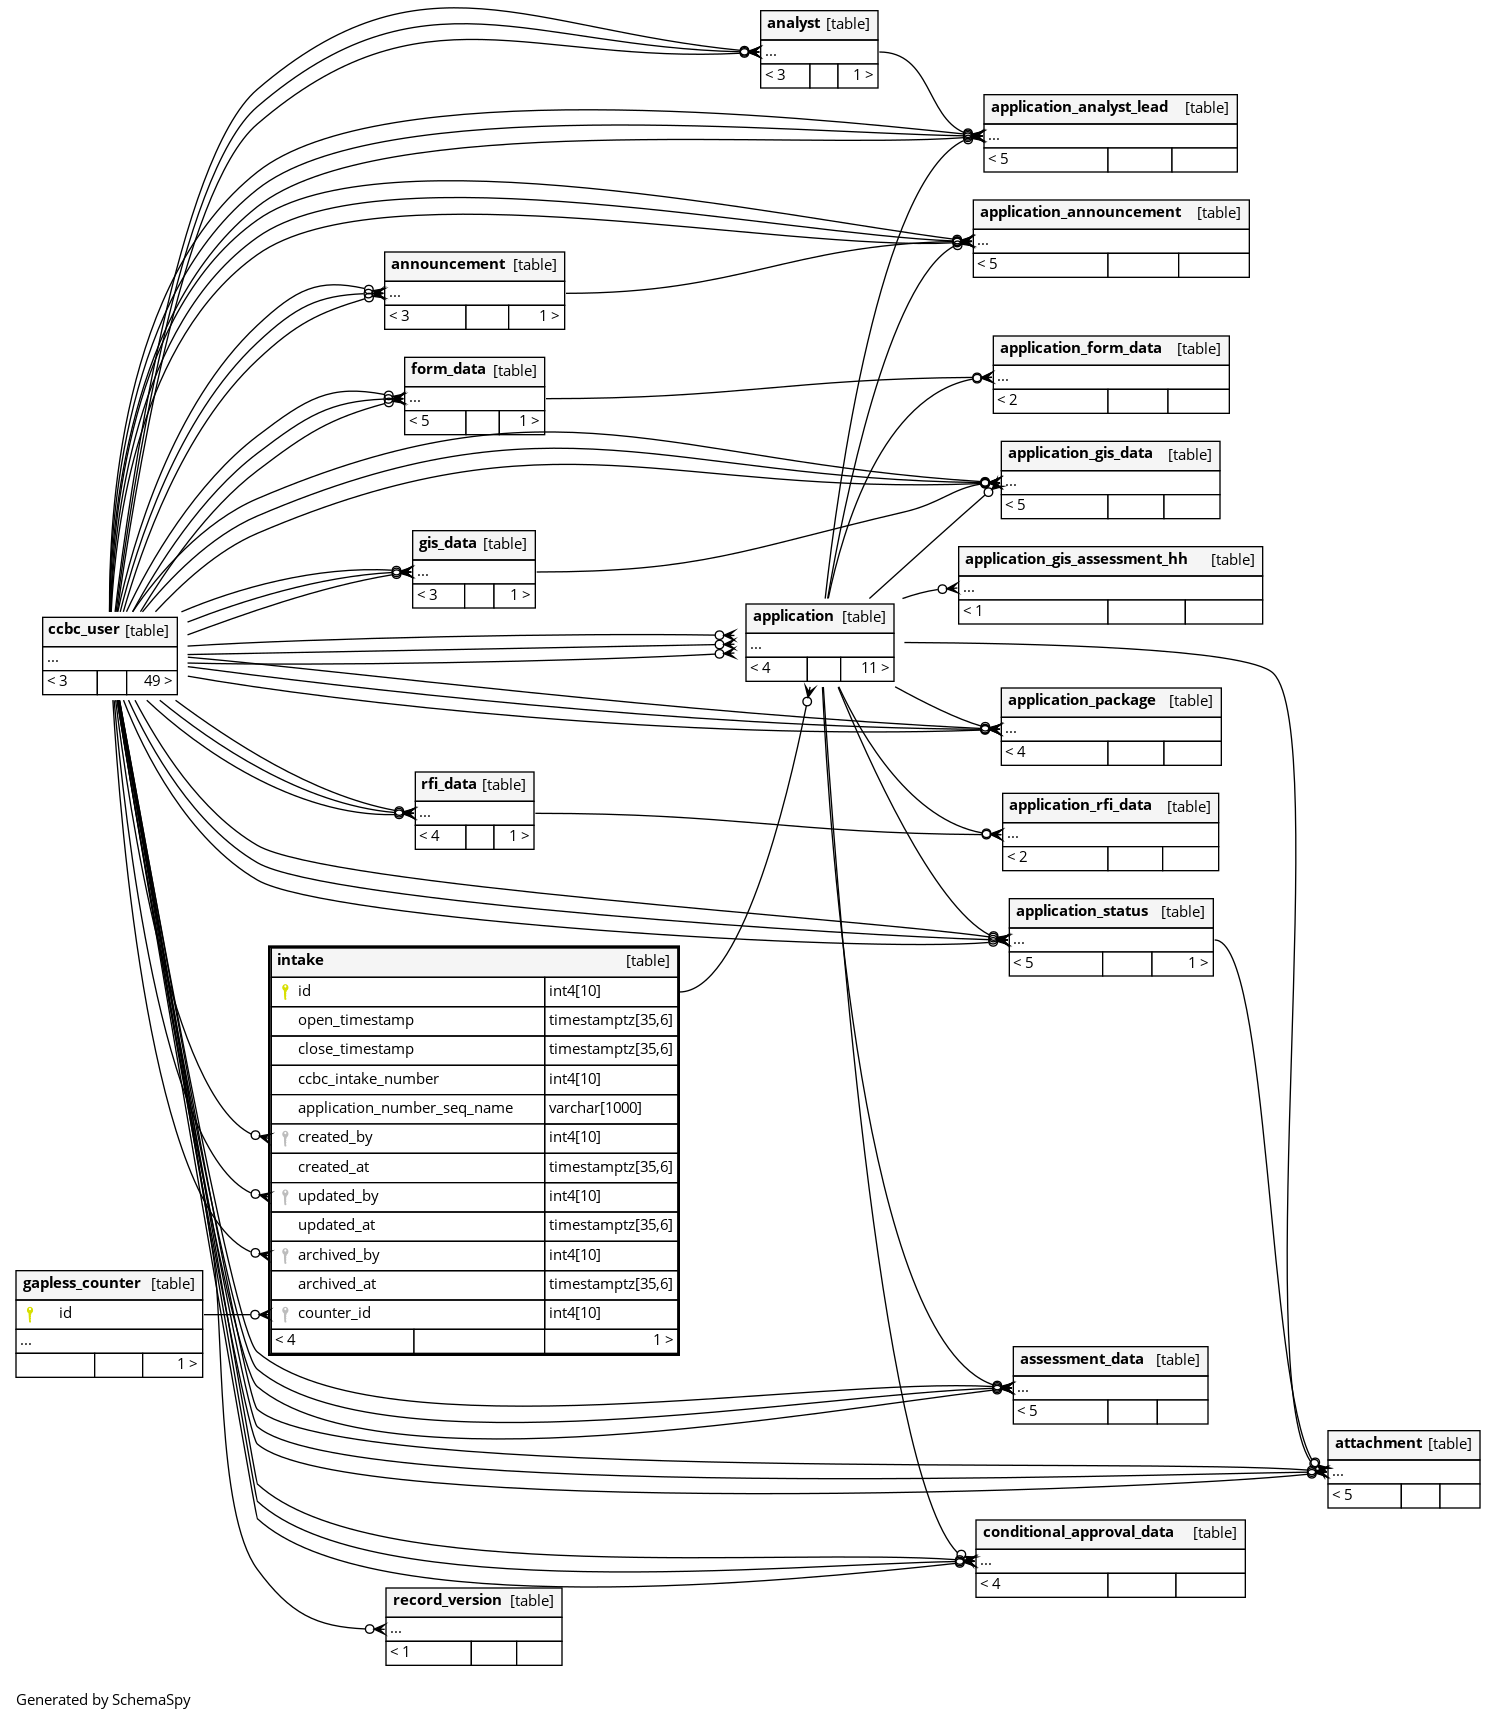 analyst [table]
...
< 3 1 >
application_analyst_lead [table]
...
< 5
application_announcement [table]
...
< 5
announcement [table]
...
< 3 1 >
application_form_data [table]
...
< 2
form_data [table]
...
< 5 1 >
application_gis_data [table]
...
< 5
gis_data [table]
...
< 3 1 >
application_gis_assessment_hh [table]
...
< 1
ccbc_user [table]
...
< 3 49 >
application [table]
...
< 4 11 >
application_package [table]
...
< 4
rfi_data [table]
...
< 4 1 >
application_rfi_data [table]
...
< 2
application_status [table]
...
< 5 1 >
intake [table]
id int4[10]
open_timestamp timestamptz[35,6]
close_timestamp timestamptz[35,6]
ccbc_intake_number int4[10]
application_number_seq_name varchar[1000]
created_by int4[10]
created_at timestamptz[35,6]
updated_by int4[10]
updated_at timestamptz[35,6]
archived_by int4[10]
archived_at timestamptz[35,6]
counter_id int4[10]
< 4 1 >
gapless_counter [table]
id
...
1 >
assessment_data [table]
...
< 5
attachment [table]
...
< 5
conditional_approval_data [table]
...
< 4
record_version [table]
...
< 1
Generated by SchemaSpy